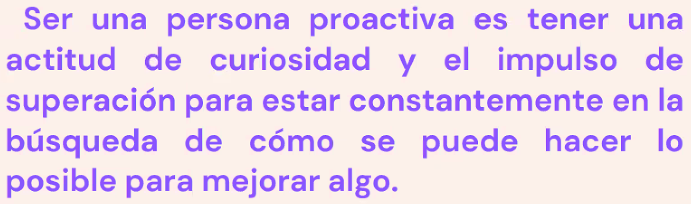 Ser una persona proactiva es tener una
actitud de curiosidad y el impulso de
superación para estar constantemente en la
búsqueda de cómo se puede hacer lo
posible para mejorar algo.